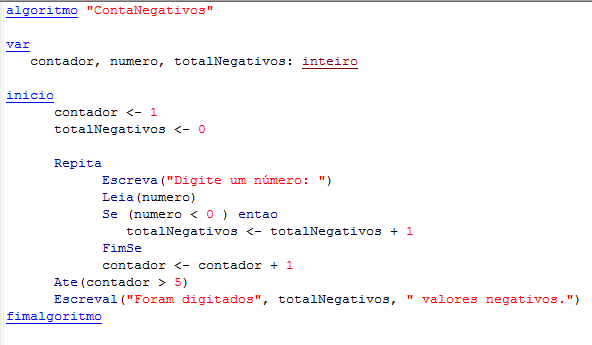 algoritmo "ContaNegativos"
var
contador, numero, totalNegativos: inteiro
inicio
contador <- 1
totalNegativos <- 0
Repita
Escreva("Digite um número: ")
Leia(numero)
Se (numero < 0 ) entao
totalNegativos <- totalNegativos + 1
FimSe
contador <- contador + 1
Ate(contador > 5)
Escreval("Foram digitados", totalNegativos, " valores negativos.")
fimalgoritmo